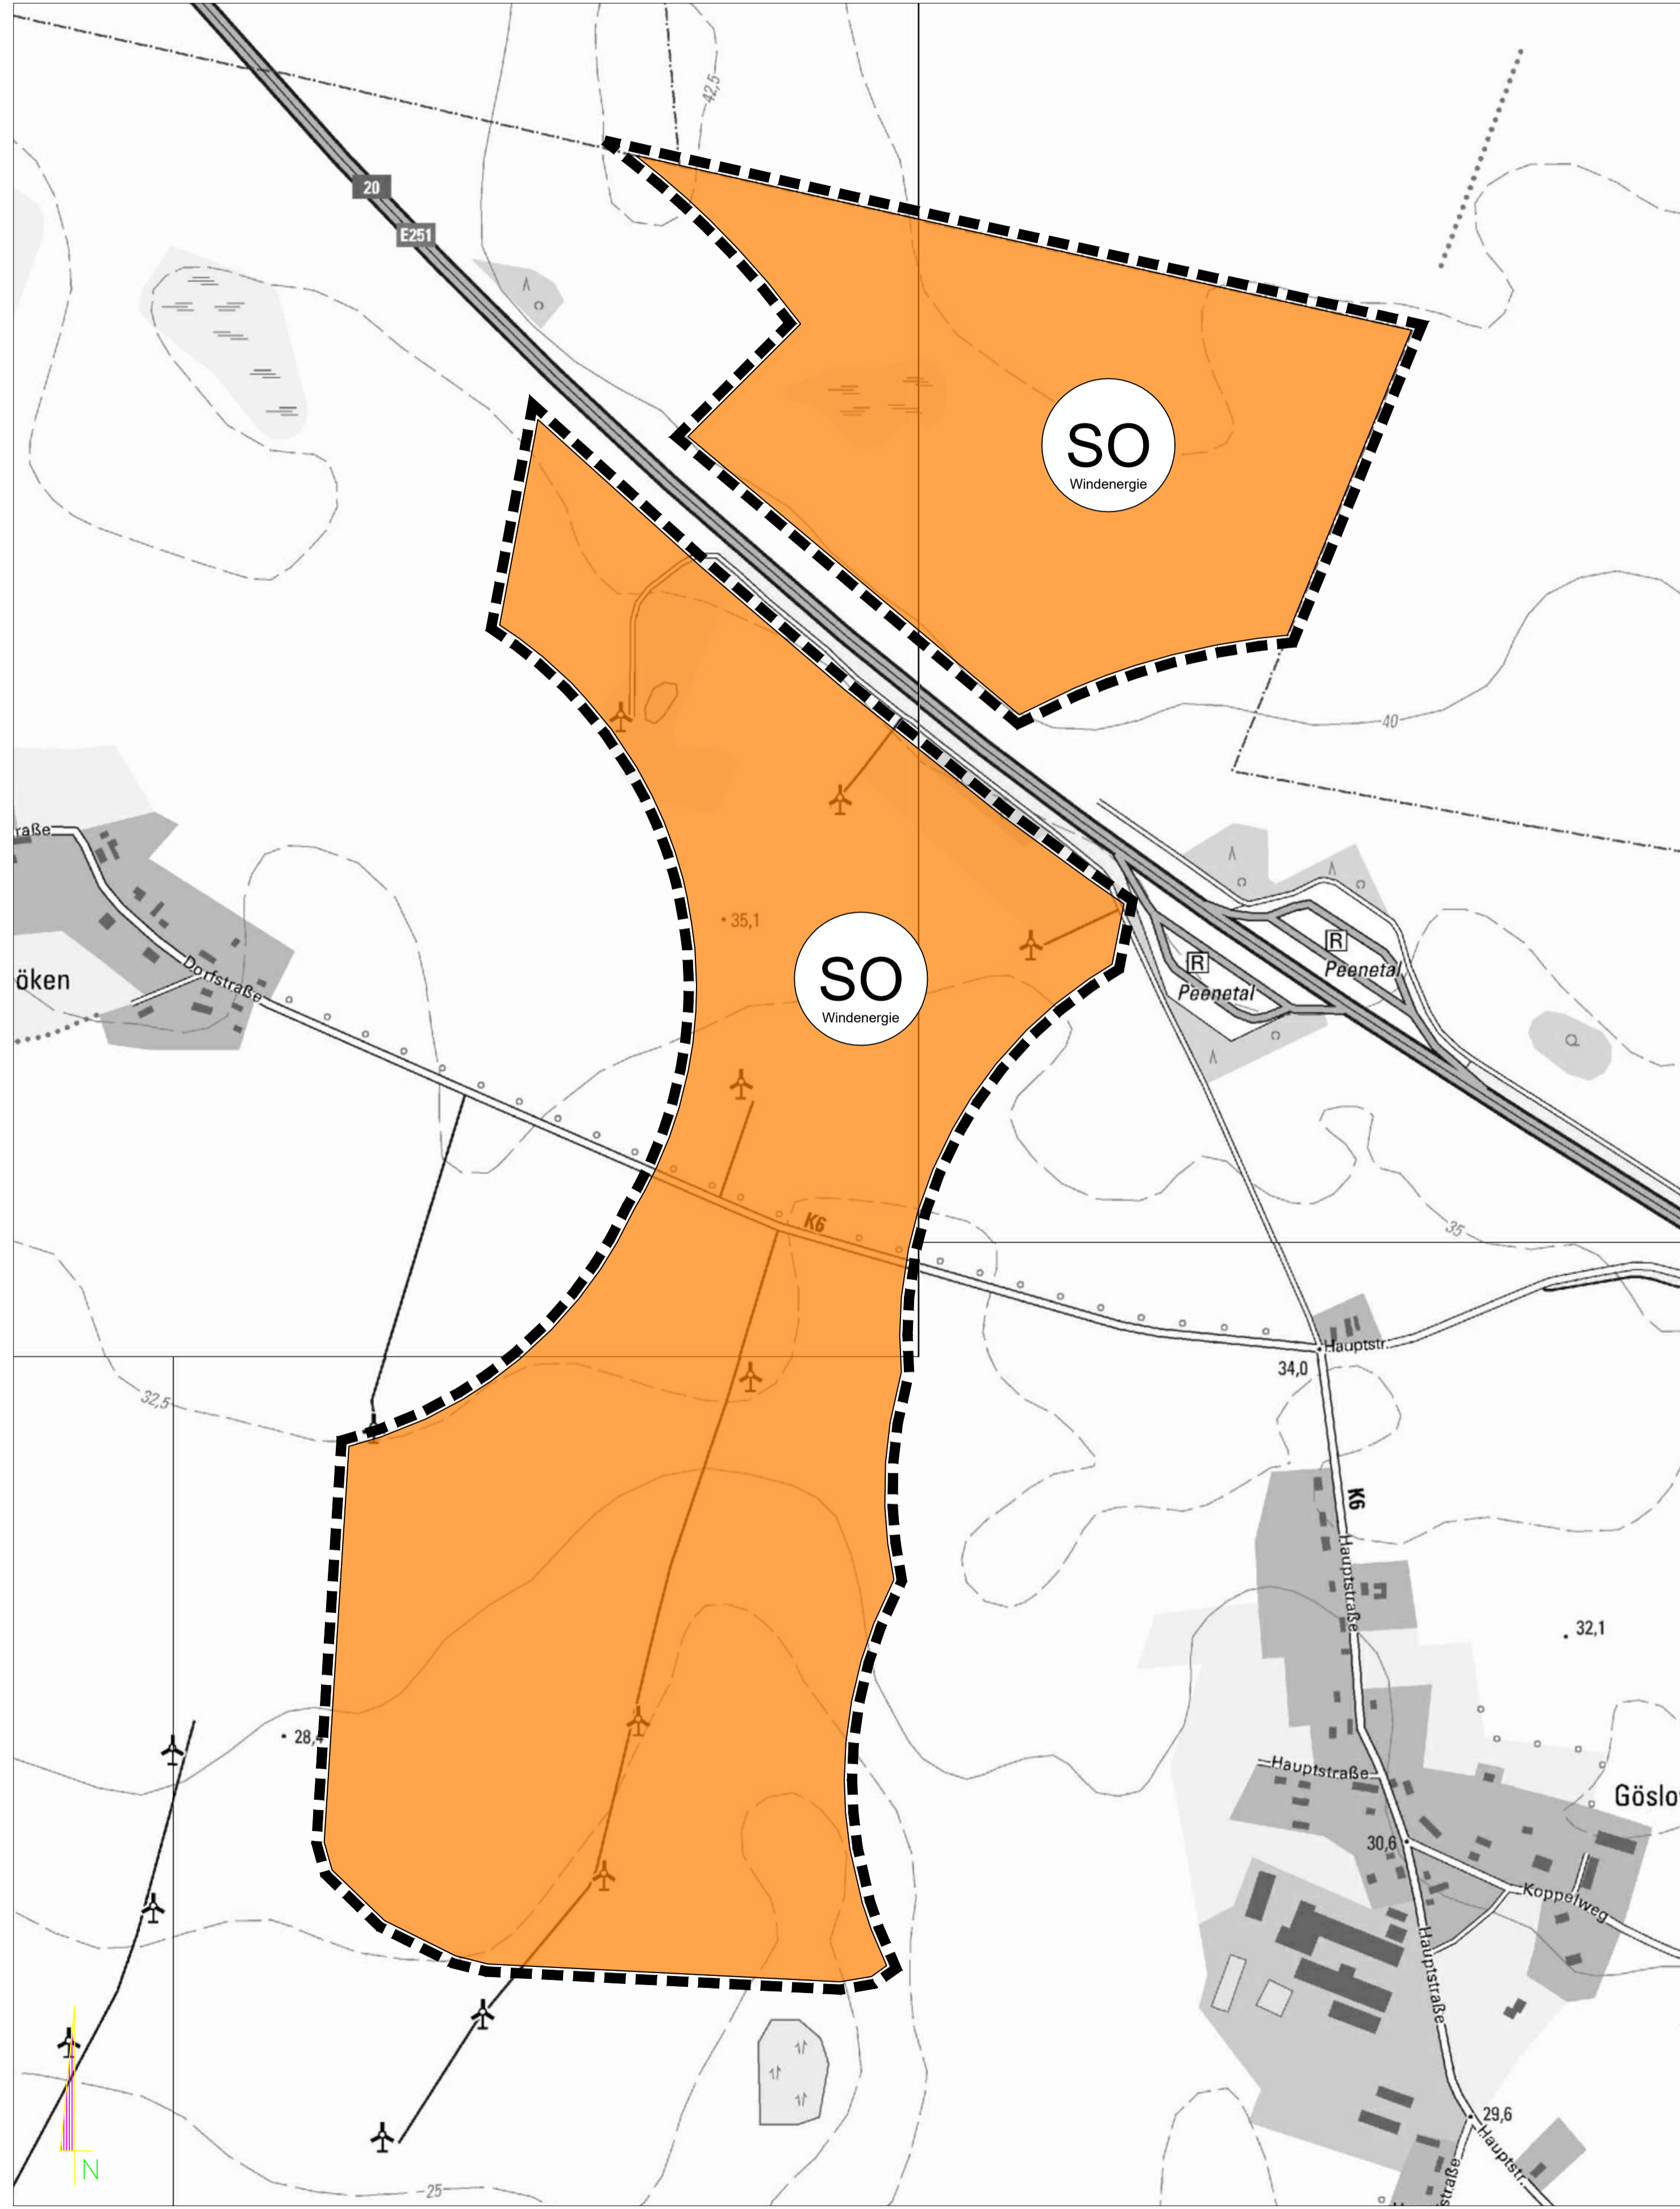 42,5
20
E251
SO
Windenergie
40
raße
35,1
öken
Dorfstraße
SO
Windenergie
R
Peenetal
R
Peenetal
K6
35
Hauptstr.
34,0
32,5
K6
Hauptstraße
32,1
28,4
Hauptstraße
Göslo
30,6
Koppelweg
Hauptstraße
29,6
Hauptstr.
straße
N
25